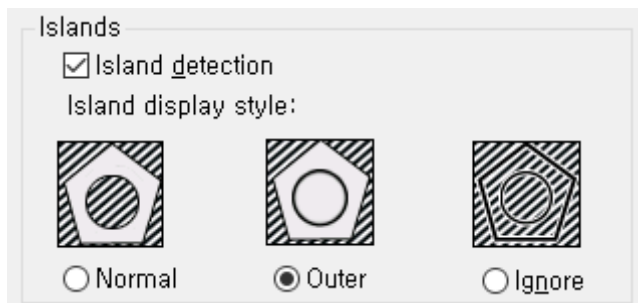 Islands
Island detection
Island display style:
Normal Outer Ignore